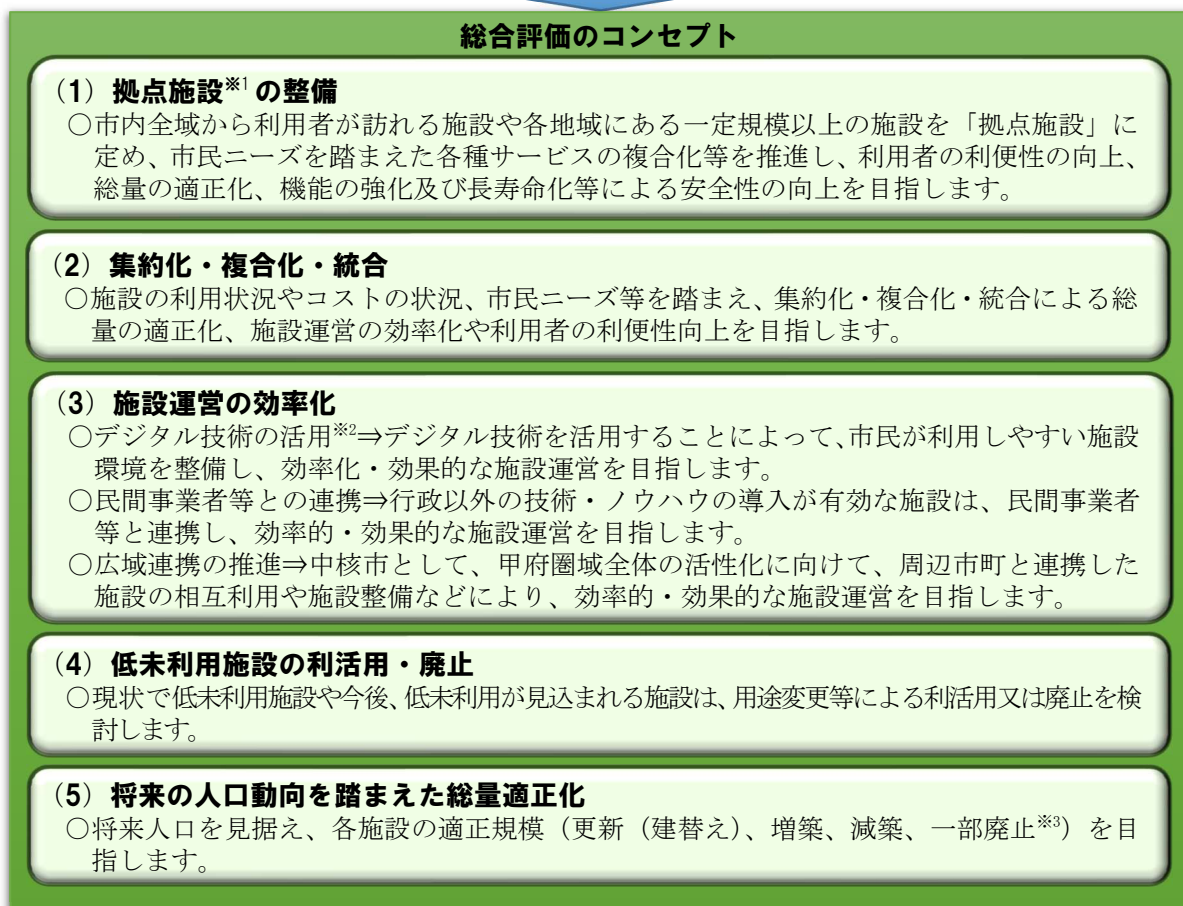 総合評価のコンセプト
(1) 拠点施設※1の整備
○市内全域から利用者が訪れる施設や各地域にある一定規模以上の施設を「拠点施設」に
定め、市民ニーズを踏まえた各種サービスの複合化等を推進し、利用者の利便性の向上、
総量の適正化、機能の強化及び長寿命化等による安全性の向上を目指します。
(2) 集約化・複合化・統合
○施設の利用状況やコストの状況、市民ニーズ等を踏まえ、集約化・複合化・統合による総
量の適正化、施設運営の効率化や利用者の利便性向上を目指します。
(3) 施設運営の効率化
○デジタル技術の活用※2⇒デジタル技術を活用することによって、市民が利用しやすい施設
環境を整備し、効率化・効果的な施設運営を目指します。
○民間事業者等との連携⇒行政以外の技術・ノウハウの導入が有効な施設は、民間事業者
等と連携し、効率的・効果的な施設運営を目指します。
○広域連携の推進⇒中核市として、甲府圏域全体の活性化に向けて、周辺市町と連携した
施設の相互利用や施設整備などにより、効率的・効果的な施設運営を目指します。
(4) 低未利用施設の利活用・廃止
○現状で低未利用施設や今後、低未利用が見込まれる施設は、用途変更等による利活用又は廃止を検
討します。
(5) 将来の人口動向を踏まえた総量適正化
○将来人口を見据え、各施設の適正規模（更新（建替え）、増築、減築、一部廃止※3）を目
指します。